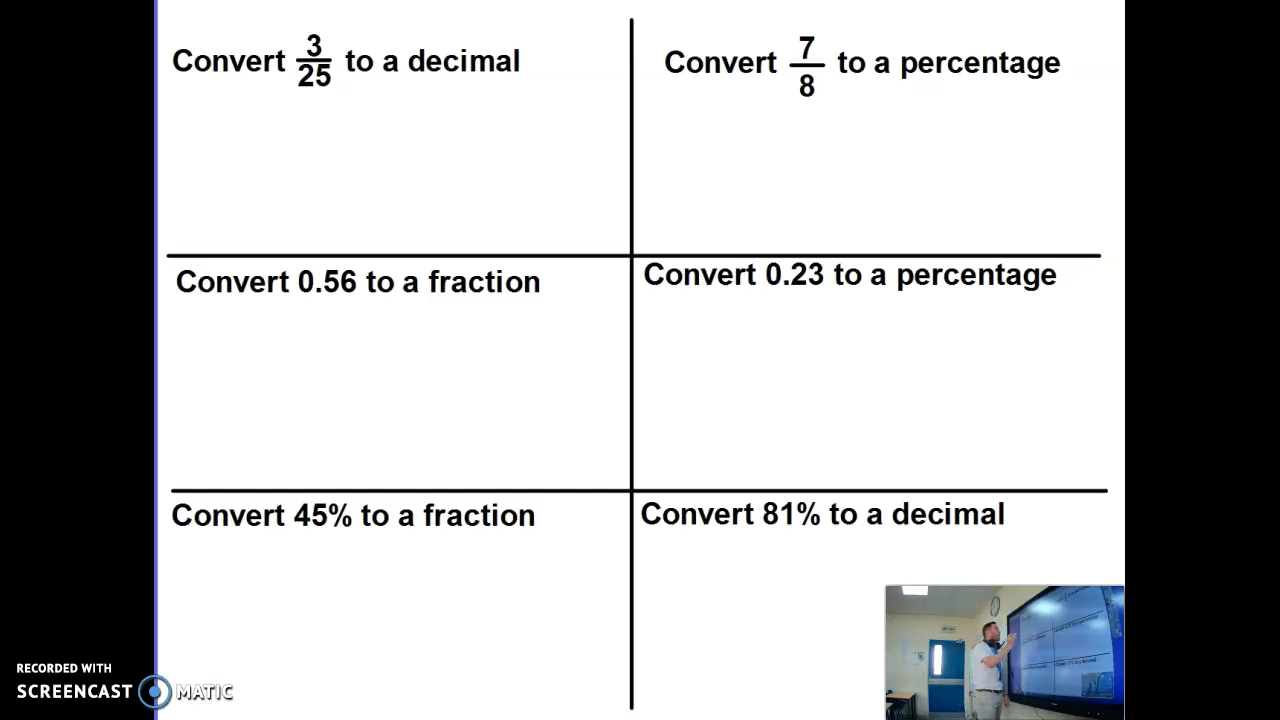 Convert 3/25 to a decimal
Convert 7/8 to a percentage
Convert 0.56 to a fraction
Convert 0.23 to a percentage
Convert 45% to a fraction
Convert 81% to a decimal
RECORDED WITH
SCREENCAST MATIC